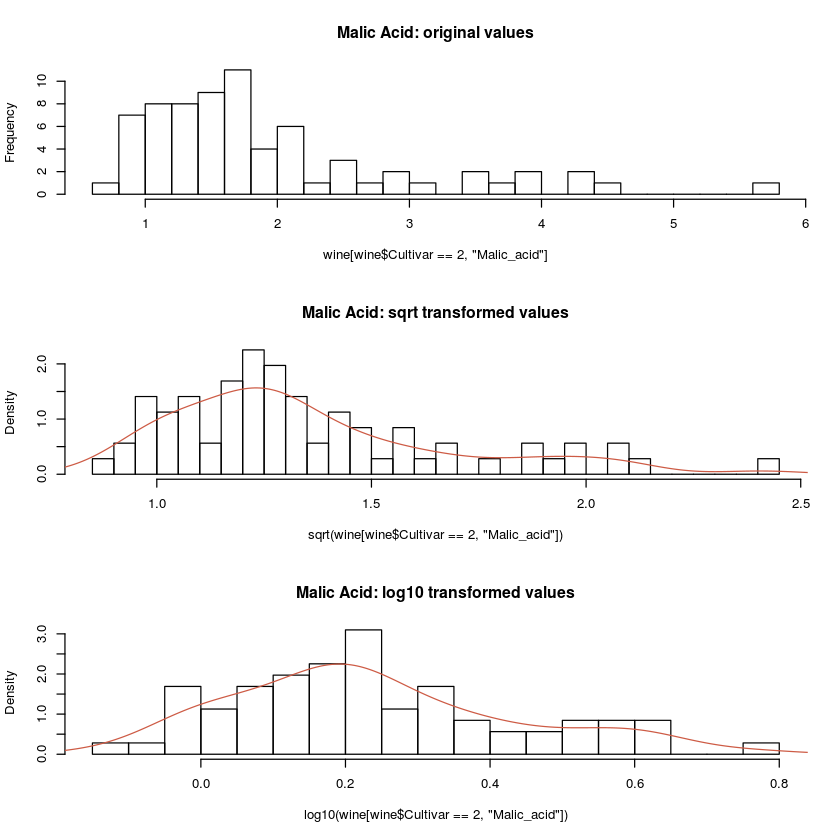 Malic Acid: original values
Frequency
0 2 4 6 8 10
1 2 3 4 5 6
wine[wine$Cultivar == 2, "Malic_acid"]
Malic Acid: sqrt transformed values
Density
0.0 1.0 2.0
1.0 1.5 2.0 2.5
sqrt(wine[wine$Cultivar == 2, "Malic_acid"])
Malic Acid: log10 transformed values
Density
0.0 1.0 2.0 3.0
0.0 0.2 0.4 0.6 0.8
log10(wine[wine$Cultivar == 2, "Malic_acid"])